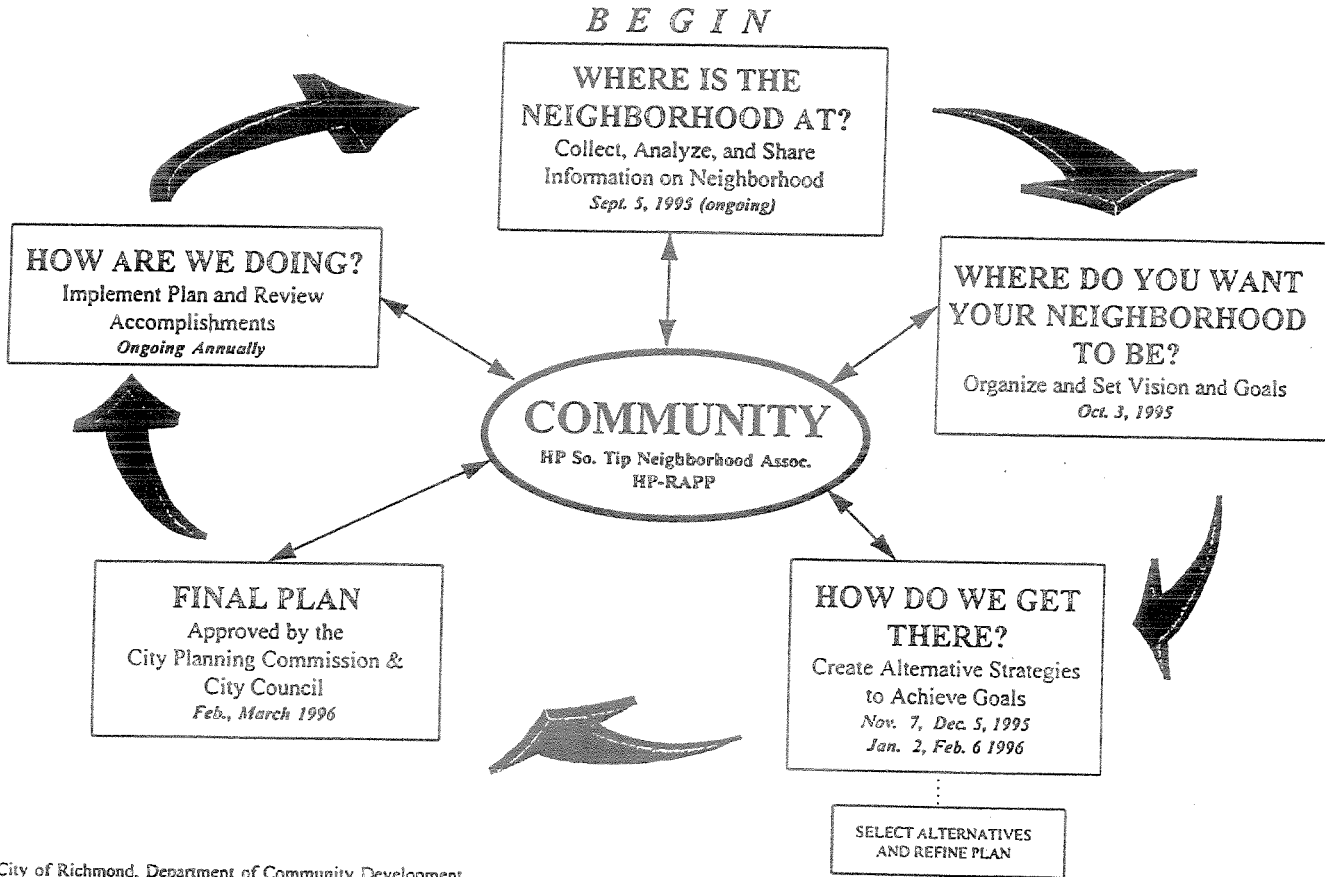 BEGIN
WHERE IS THE
NEIGHBORHOOD AT?
Collect, Analyze, and Share
Information on Neighborhood
Sept. 5, 1995 (ongoing)
WHERE DO YOU WANT
YOUR NEIGHBORHOOD
TO BE?
Organize and Set Vision and Goals
Oct. 3, 1995
HOW DO WE GET
THERE?
Create Alternative Strategies
to Achieve Goals
Nov. 7, Dec. 5, 1995
Jan. 2, Feb. 6 1996
SELECT ALTERNATIVES
AND REFINE PLAN
FINAL PLAN
Approved by the
City Planning Commission &
City Council
Feb., March 1996
HOW ARE WE DOING?
Implement Plan and Review
Accomplishments
Ongoing Annually
COMMUNITY
HP So. Tip Neighborhood Assoc.
HP-RAPP
City of Richmond, Department of Community Development